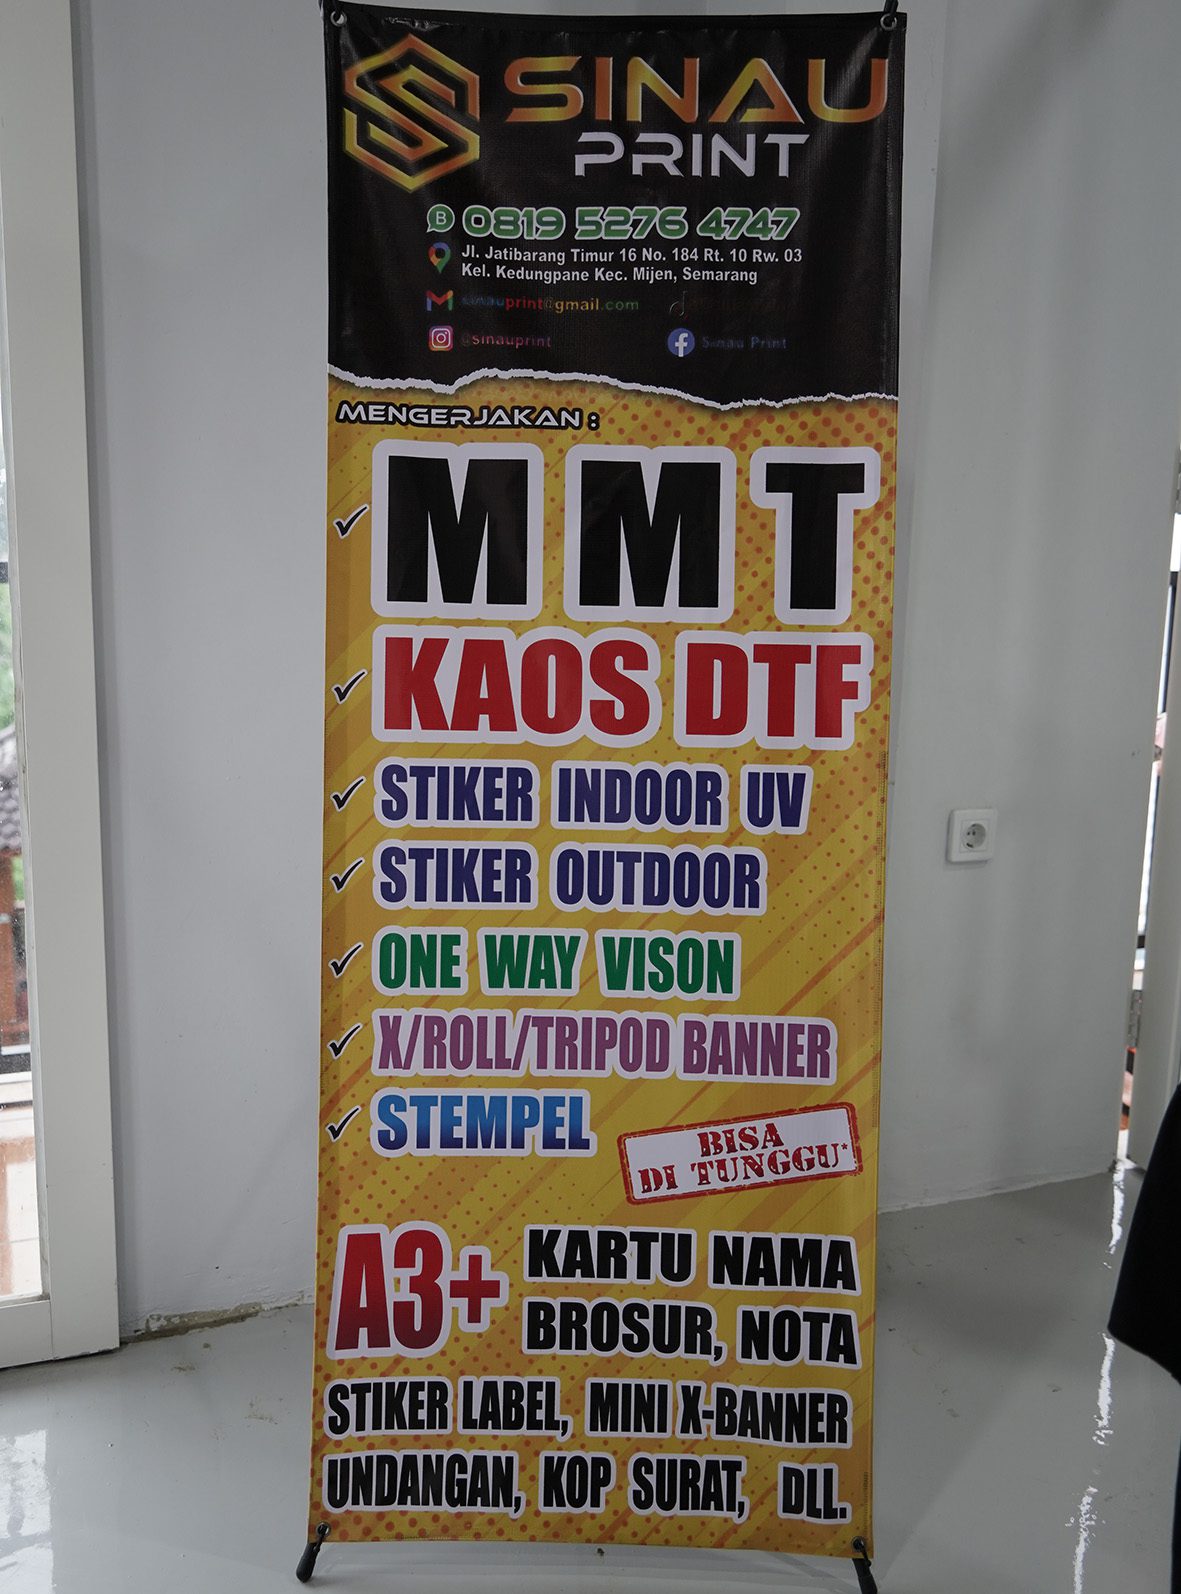 SINAU
PRINT
0819 5276 4747
Jl. Jatibarang Timur 16 No. 184 Rt. 10 Rw. 03
Kel. Kedungpane Kec. Mijen, Semarang
sinauprint@gmail.com
@sinauprint
Sinau Print
MENGERJAKAN :
MMT
KAOS DTF
STIKER INDOOR UV
STIKER OUTDOOR
ONE WAY VISON
X/ROLL/TRIPOD BANNER
STEMPEL
BISA
DI TUNGGU*
A3+
KARTU NAMA
BROSUR, NOTA
STIKER LABEL, MINI X-BANNER
UNDANGAN, KOP SURAT, DLL.